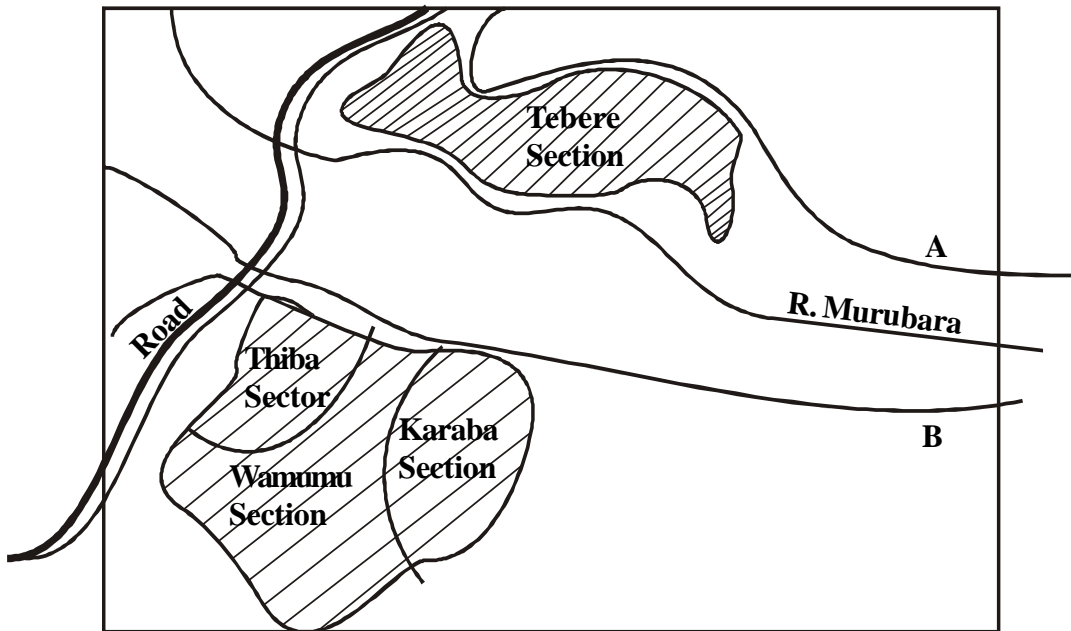 Tebere
Section
A
R. Murubara
Road
Thiba
Sector
Karaba
Section
B
Wamumu
Section